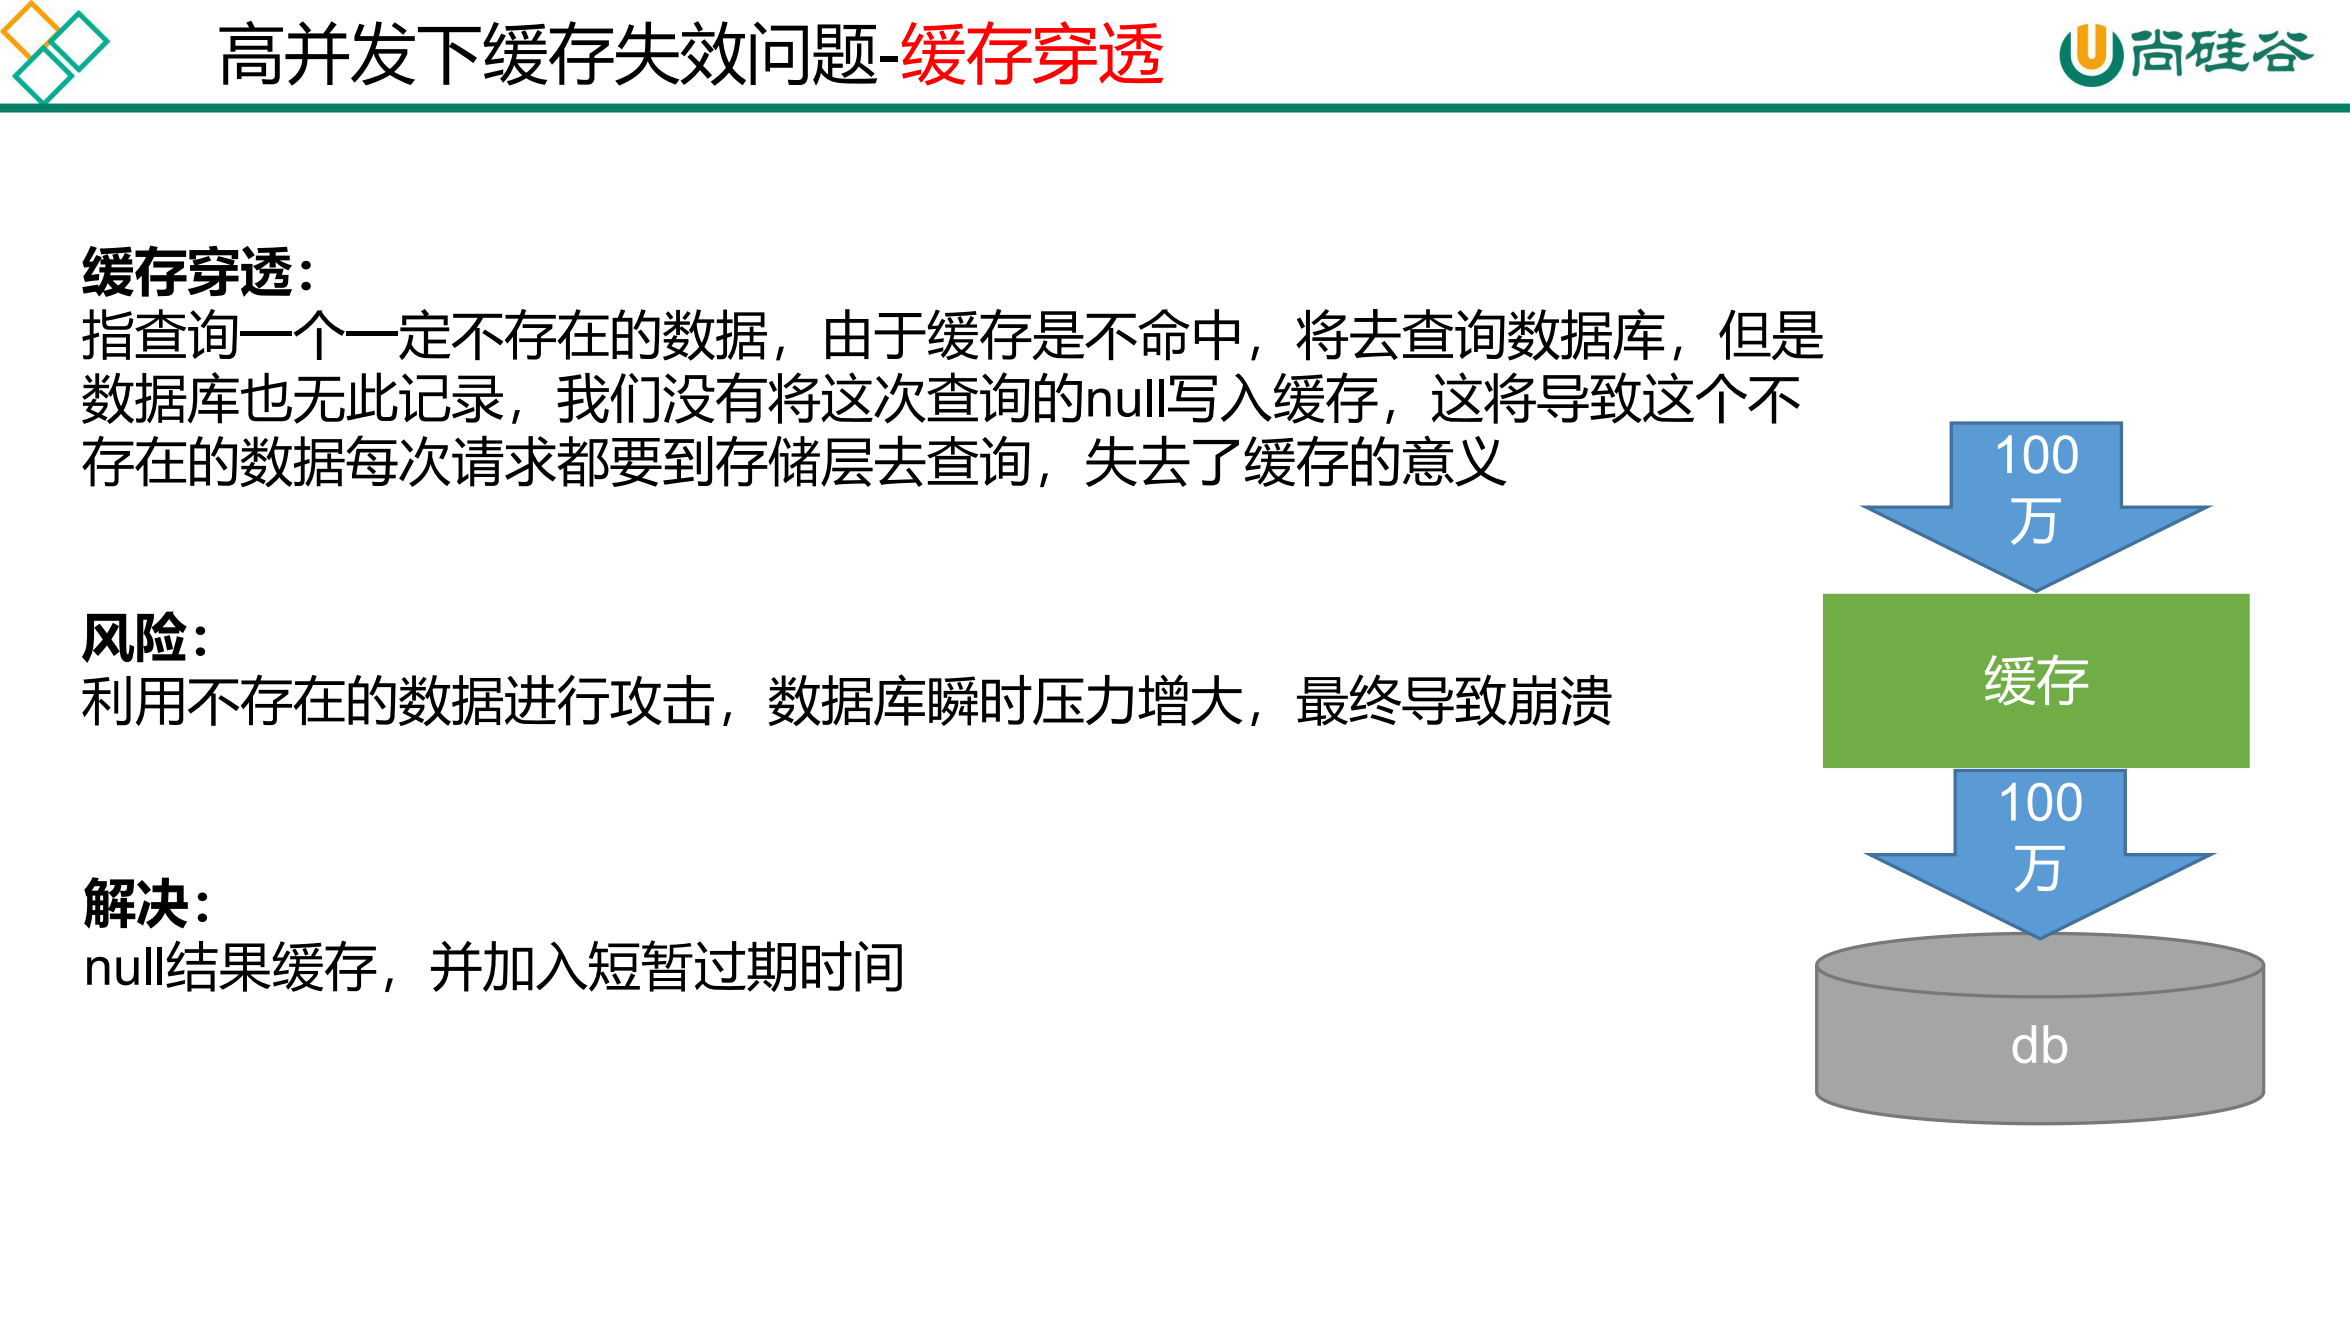 高并发下缓存失效问题-缓存穿透
尚硅谷
缓存穿透：
指查询一个一定不存在的数据，由于缓存是不命中，将去查询数据库，但是
数据库也无此记录，我们没有将这次查询的null写入缓存，这将导致这个不
存在的数据每次请求都要到存储层去查询，失去了缓存的意义
风险：
利用不存在的数据进行攻击，数据库瞬时压力增大，最终导致崩溃
解决：
null结果缓存，并加入短暂过期时间
100
万
缓存
100
万
db